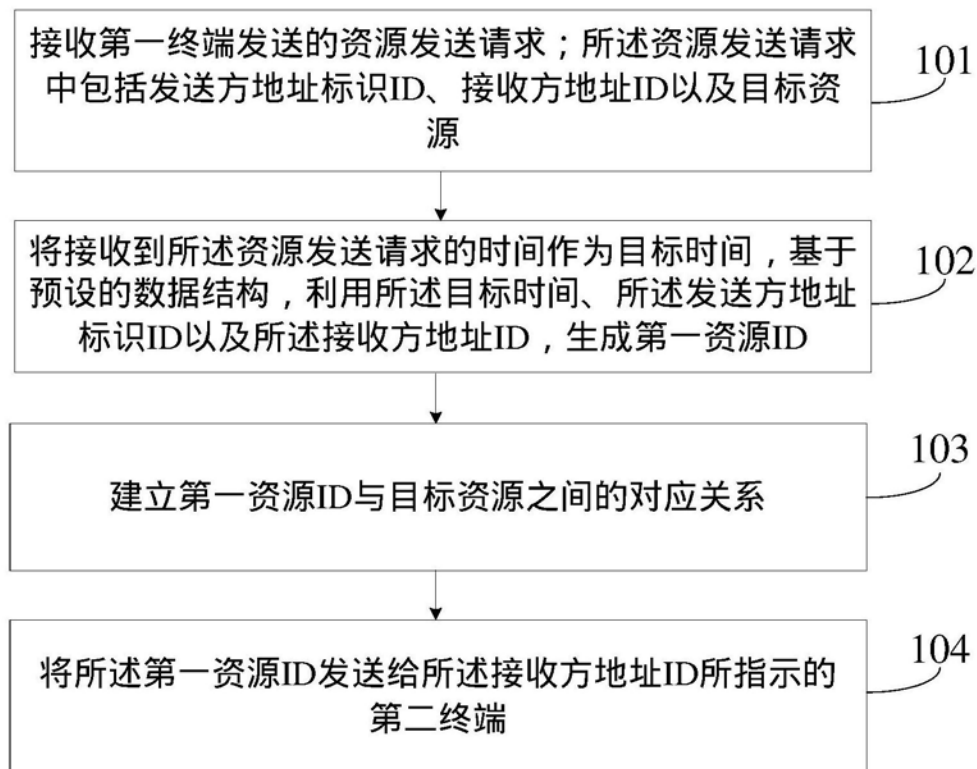 接收第一终端发送的资源发送请求；所述资源发送请求
中包括发送方地址标识ID、接收方地址ID以及目标资
源
101
将接收到所述资源发送请求的时间作为目标时间，基于
预设的数据结构，利用所述目标时间、所述发送方地址
标识ID以及所述接收方地址ID，生成第一资源ID
102
建立第一资源ID与目标资源之间的对应关系
103
将所述第一资源ID发送给所述接收方地址ID所指示的
第二终端
104